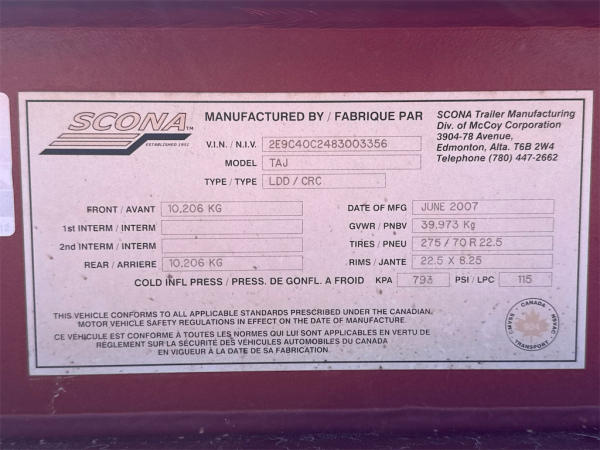 SCONA TM
ESTABLISHED 1951
MANUFACTURED BY / FABRIQUE PAR
SCONA Trailer Manufacturing
Div. of McCoy Corporation
3904-78 Avenue,
Edmonton, Alta. T6B 2W4
Telephone (780) 447-2662
V.I.N. / N.I.V. 2E9C40C2483003356
MODEL TAJ
TYPE / TYPE LDD / CRC
FRONT / AVANT 10,206 KG
1st INTERM / INTERM
2nd INTERM / INTERM
REAR / ARRIERE 10,206 KG
DATE OF MFG JUNE 2007
GVWR / PNBV 39,973 Kg
TIRES / PNEU 275 / 70 R 22.5
RIMS / JANTE 22.5 X 8.25
COLD INFL PRESS / PRESS. DE GONFL. A FROID KPA 793 PSI / LPC 115
THIS VEHICLE CONFORMS TO ALL APPLICABLE STANDARDS PRESCRIBED UNDER THE CANADIAN,
MOTOR VEHICLE SAFETY REGULATIONS IN EFFECT ON THE DATE OF MANUFACTURE
CE VÉHICULE EST CONFORME À TOUTES LES NORMES QUI LUI SONT APPLICABLES EN VERTU DE
RÉGLEMENT SUR LA SÉCURITÉ DES VÉHICULES AUTOMOBILES DU CANADA
EN VIGUEUR À LA DATE DE SA FABRICATION.
CANADA
TRANSPORT